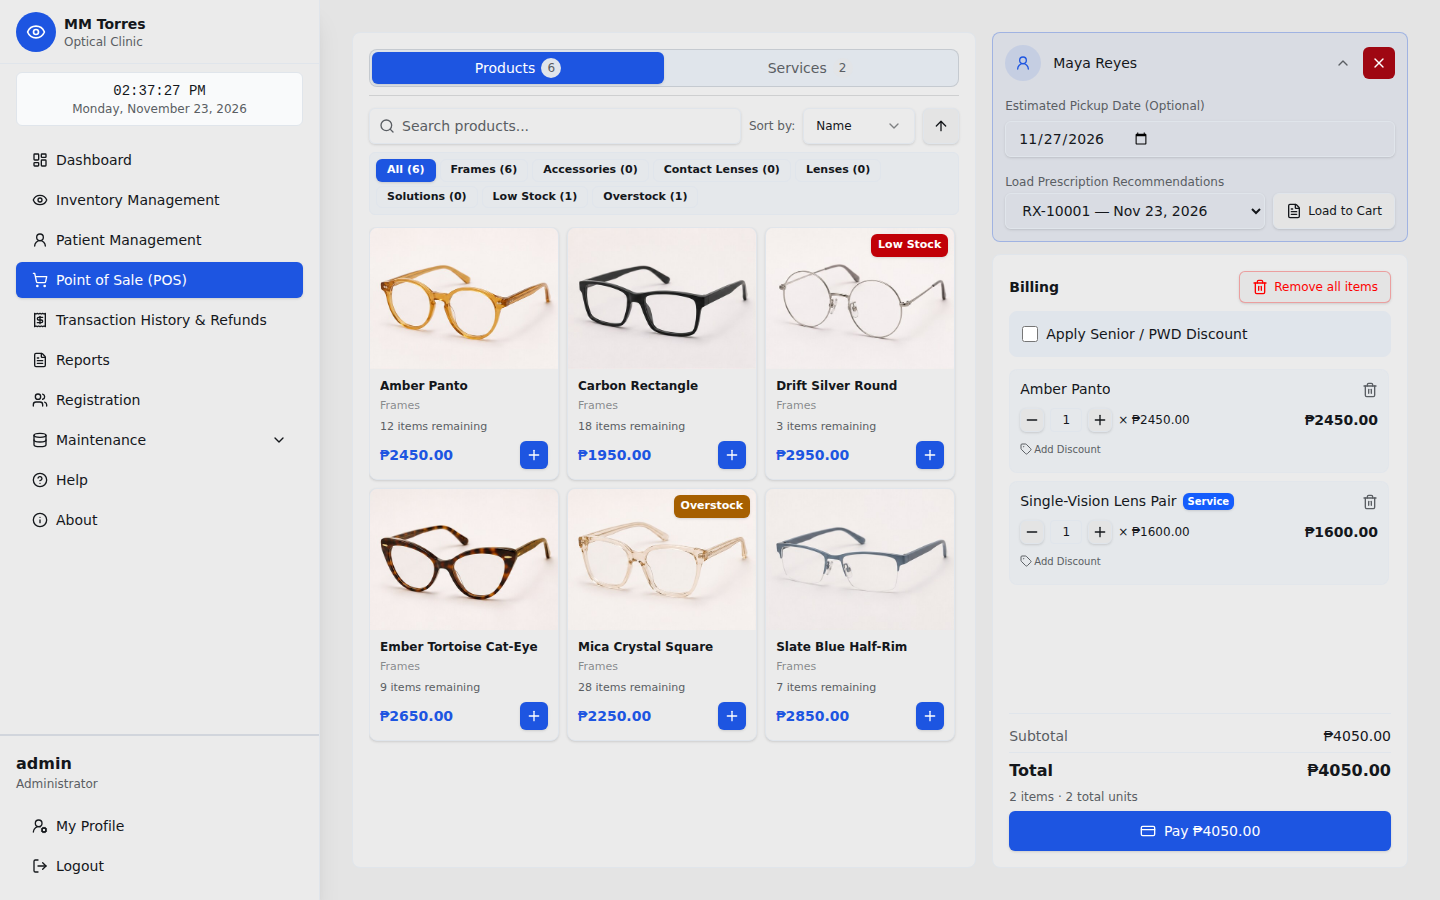 MM Torres
Optical Clinic
02:37:27 PM
Monday, November 23, 2026
Dashboard
Inventory Management
Patient Management
Point of Sale (POS)
Transaction History & Refunds
Reports
Registration
Maintenance
Help
About
admin
Administrator
My Profile
Logout
Products 6
Services 2
Search products...
Sort by: Name
All (6) Frames (6) Accessories (0) Contact Lenses (0) Lenses (0)
Solutions (0) Low Stock (1) Overstock (1)
Amber Panto
Frames
12 items remaining
₱2450.00
Carbon Rectangle
Frames
18 items remaining
₱1950.00
Low Stock
Drift Silver Round
Frames
3 items remaining
₱2950.00
Ember Tortoise Cat-Eye
Frames
9 items remaining
₱2650.00
Overstock
Mica Crystal Square
Frames
28 items remaining
₱2250.00
Slate Blue Half-Rim
Frames
7 items remaining
₱2850.00
Maya Reyes
Estimated Pickup Date (Optional)
11/27/2026
Load Prescription Recommendations
RX-10001 — Nov 23, 2026 Load to Cart
Billing Remove all items
Apply Senior / PWD Discount
Amber Panto
1 × ₱2450.00 ₱2450.00
Add Discount
Single-Vision Lens Pair Service
1 × ₱1600.00 ₱1600.00
Add Discount
Subtotal ₱4050.00
Total ₱4050.00
2 items · 2 total units
Pay ₱4050.00